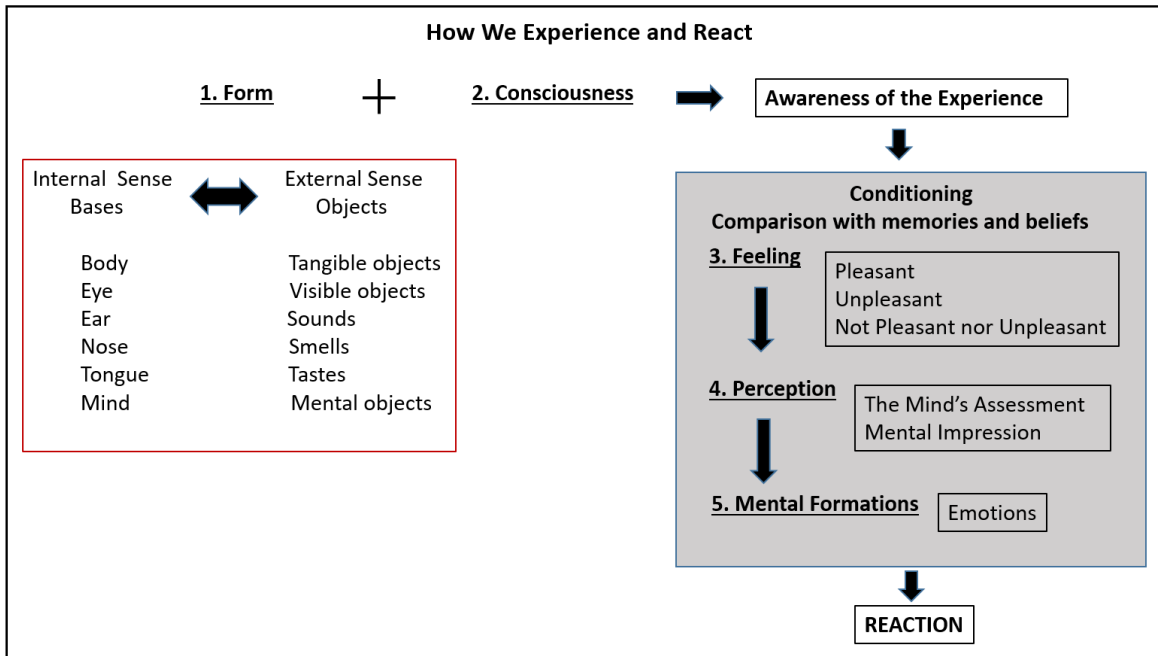 How We Experience and React
1. Form + 2. Consciousness Awareness of the Experience
Internal Sense Bases
External Sense Objects
Body Tangible objects
Eye Visible objects
Ear Sounds
Nose Smells
Tongue Tastes
Mind Mental objects
Conditioning
Comparison with memories and beliefs
3. Feeling
Pleasant
Unpleasant
Not Pleasant nor Unpleasant
4. Perception
The Mind's Assessment
Mental Impression
5. Mental Formations
Emotions
REACTION